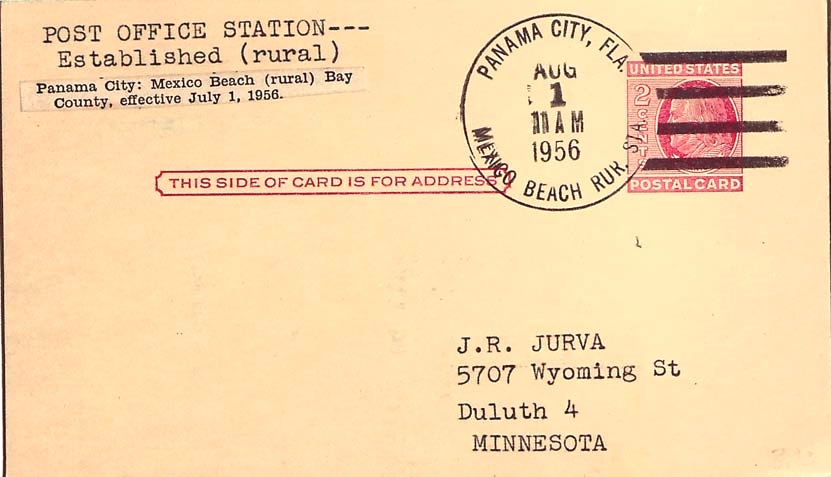 POST OFFICE STATION---
Established (rural)
Panama City: Mexico Beach (rural) Bay
County, effective July 1, 1956.
PANAMA CITY, FLA.
AUG
1
11 AM
1956
MEXICO BEACH RUR. STA.
UNITED STATES
2 CENTS
POSTAL CARD
THIS SIDE OF CARD IS FOR ADDRESS
J.R. JURVA
5707 Wyoming St
Duluth 4
MINNESOTA